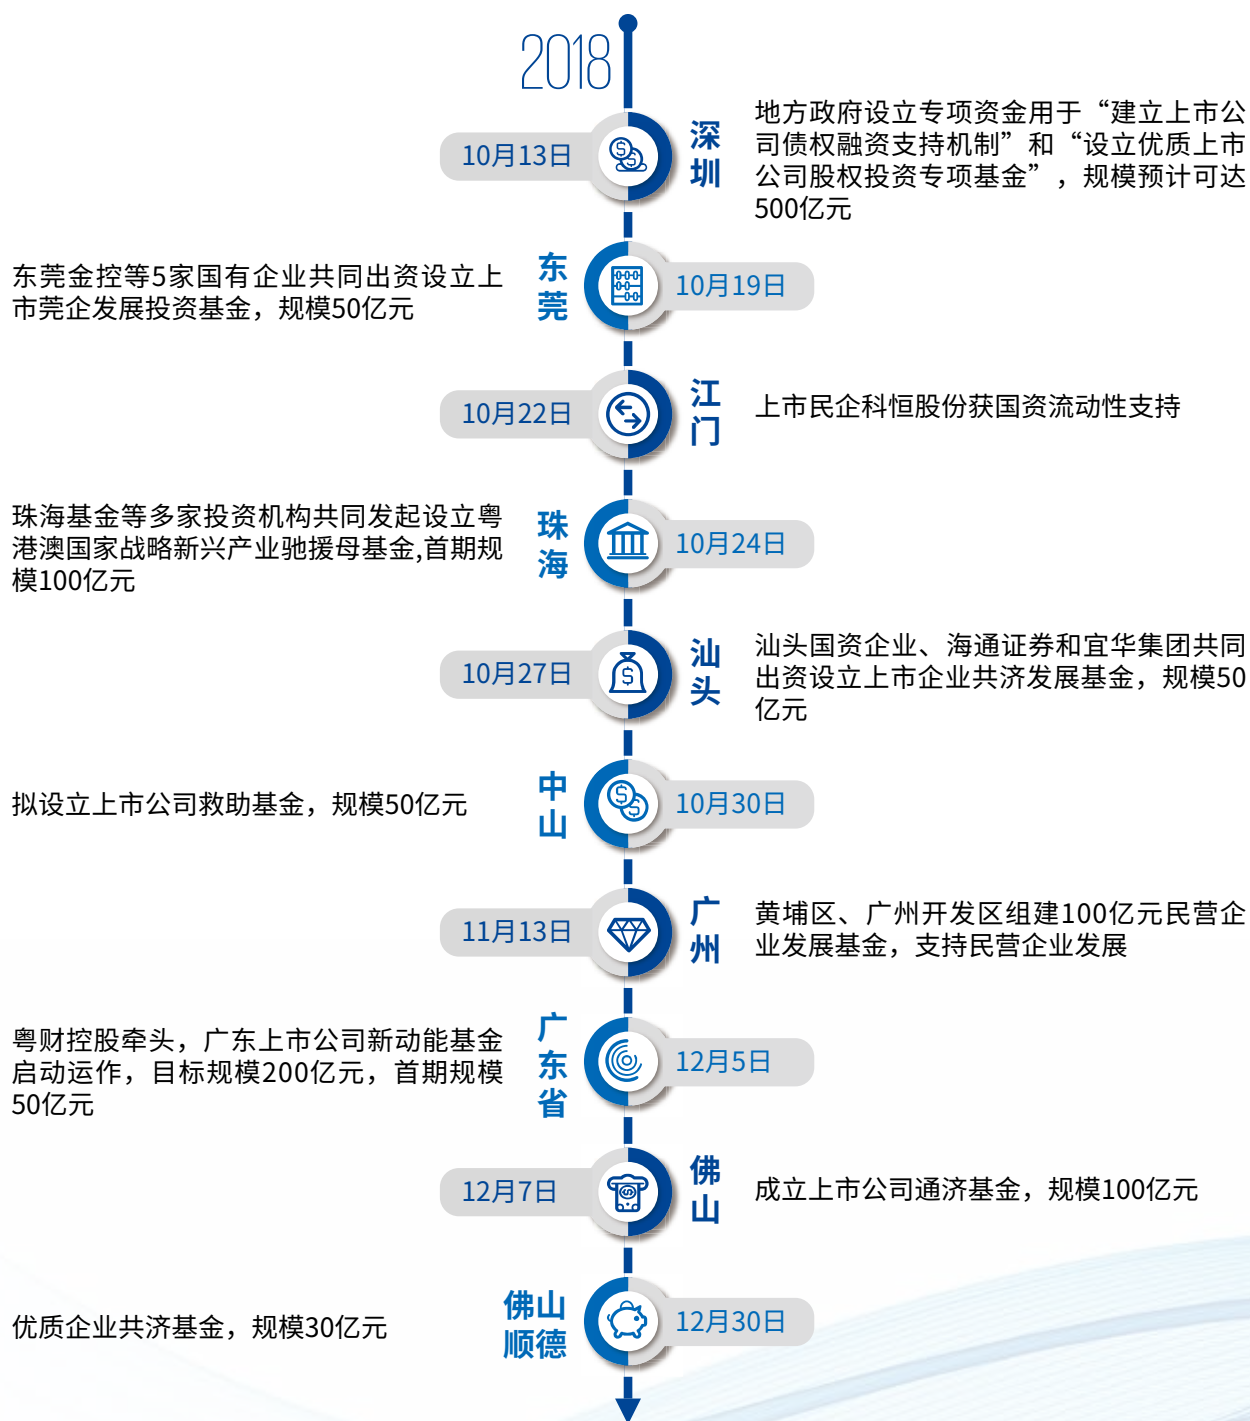 2018
10月13日
深
圳
地方政府设立专项资金用于“建立上市公
司债权融资支持机制”和“设立优质上市
公司股权投资专项基金”，规模预计可达
500亿元
东莞金控等5家国有企业共同出资设立上
市莞企发展投资基金，规模50亿元
东
莞
10月19日
10月22日
江
门
上市民企科恒股份获国资流动性支持
珠海基金等多家投资机构共同发起设立粤
港澳国家战略新兴产业驰援母基金,首期规
模100亿元
珠
海
10月24日
10月27日
汕
头
汕头国资企业、海通证券和宜华集团共同
出资设立上市企业共济发展基金，规模50
亿元
拟设立上市公司救助基金，规模50亿元
中
山
10月30日
11月13日
广
州
黄埔区、广州开发区组建100亿元民营企
业发展基金，支持民营企业发展
粤财控股牵头，广东上市公司新动能基金
启动运作，目标规模200亿元，首期规模
50亿元
广
东
省
12月5日
12月7日
佛
山
成立上市公司通济基金，规模100亿元
优质企业共济基金，规模30亿元
佛山
顺德
12月30日